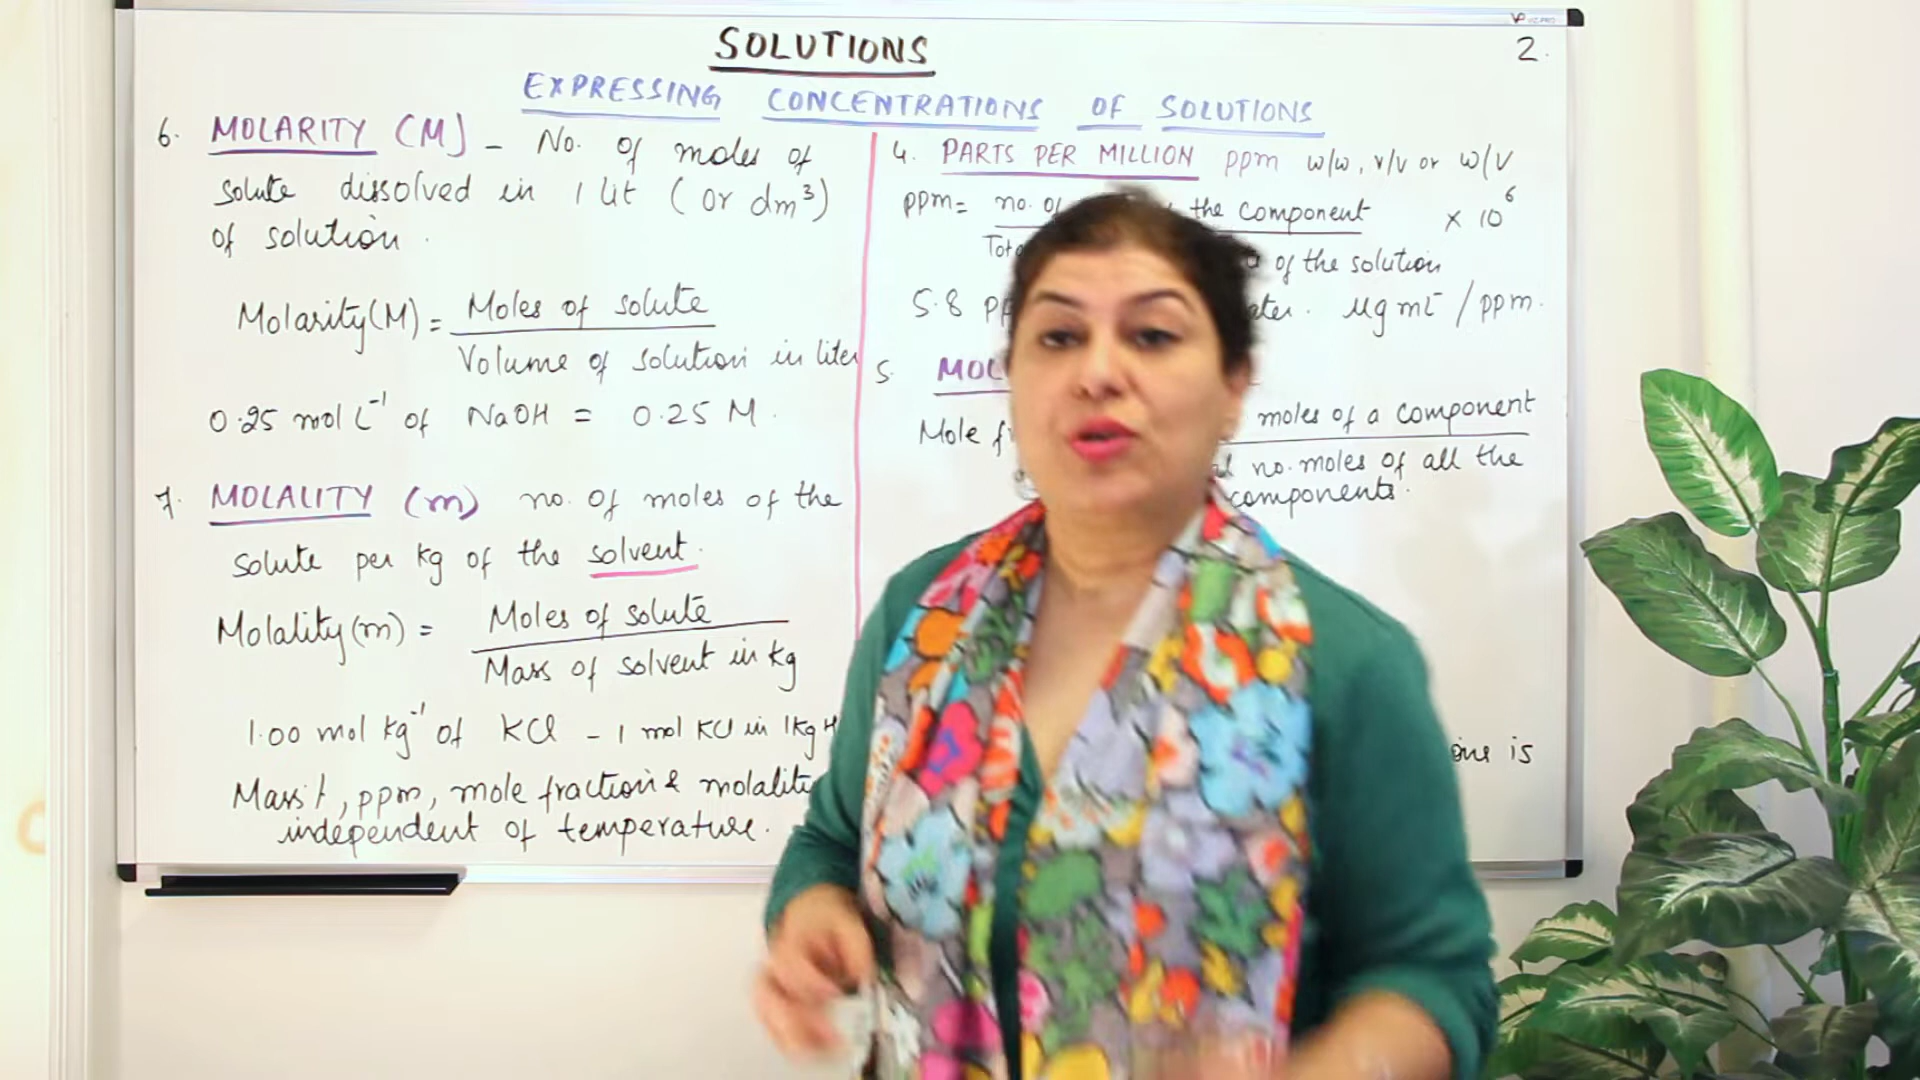 SOLUTIONS
2.
EXPRESSING CONCENTRATIONS OF SOLUTIONS
6. MOLARITY (M) - No. of moles of
solute dissolved in 1 lit (or dm³)
of solution.
Molarity(M) = Moles of solute
Volume of solution in liter
0.25 mol L⁻¹ of NaOH = 0.25 M.
7. MOLALITY (m) no. of moles of the
solute per kg of the solvent.
Molality(m) = Moles of solute
Mass of solvent in kg
1.00 mol kg⁻¹ of KCl - 1 mol KCl in 1kg H
Mass %, ppm, mole fraction & molality
independent of temperature.
4. PARTS PER MILLION ppm w/w, v/v or w/V
ppm = no. of the component × 10⁶
of the solution
5.8 μg mL⁻ / ppm.
5.
Mole moles of a component
no. moles of all the
components.
is